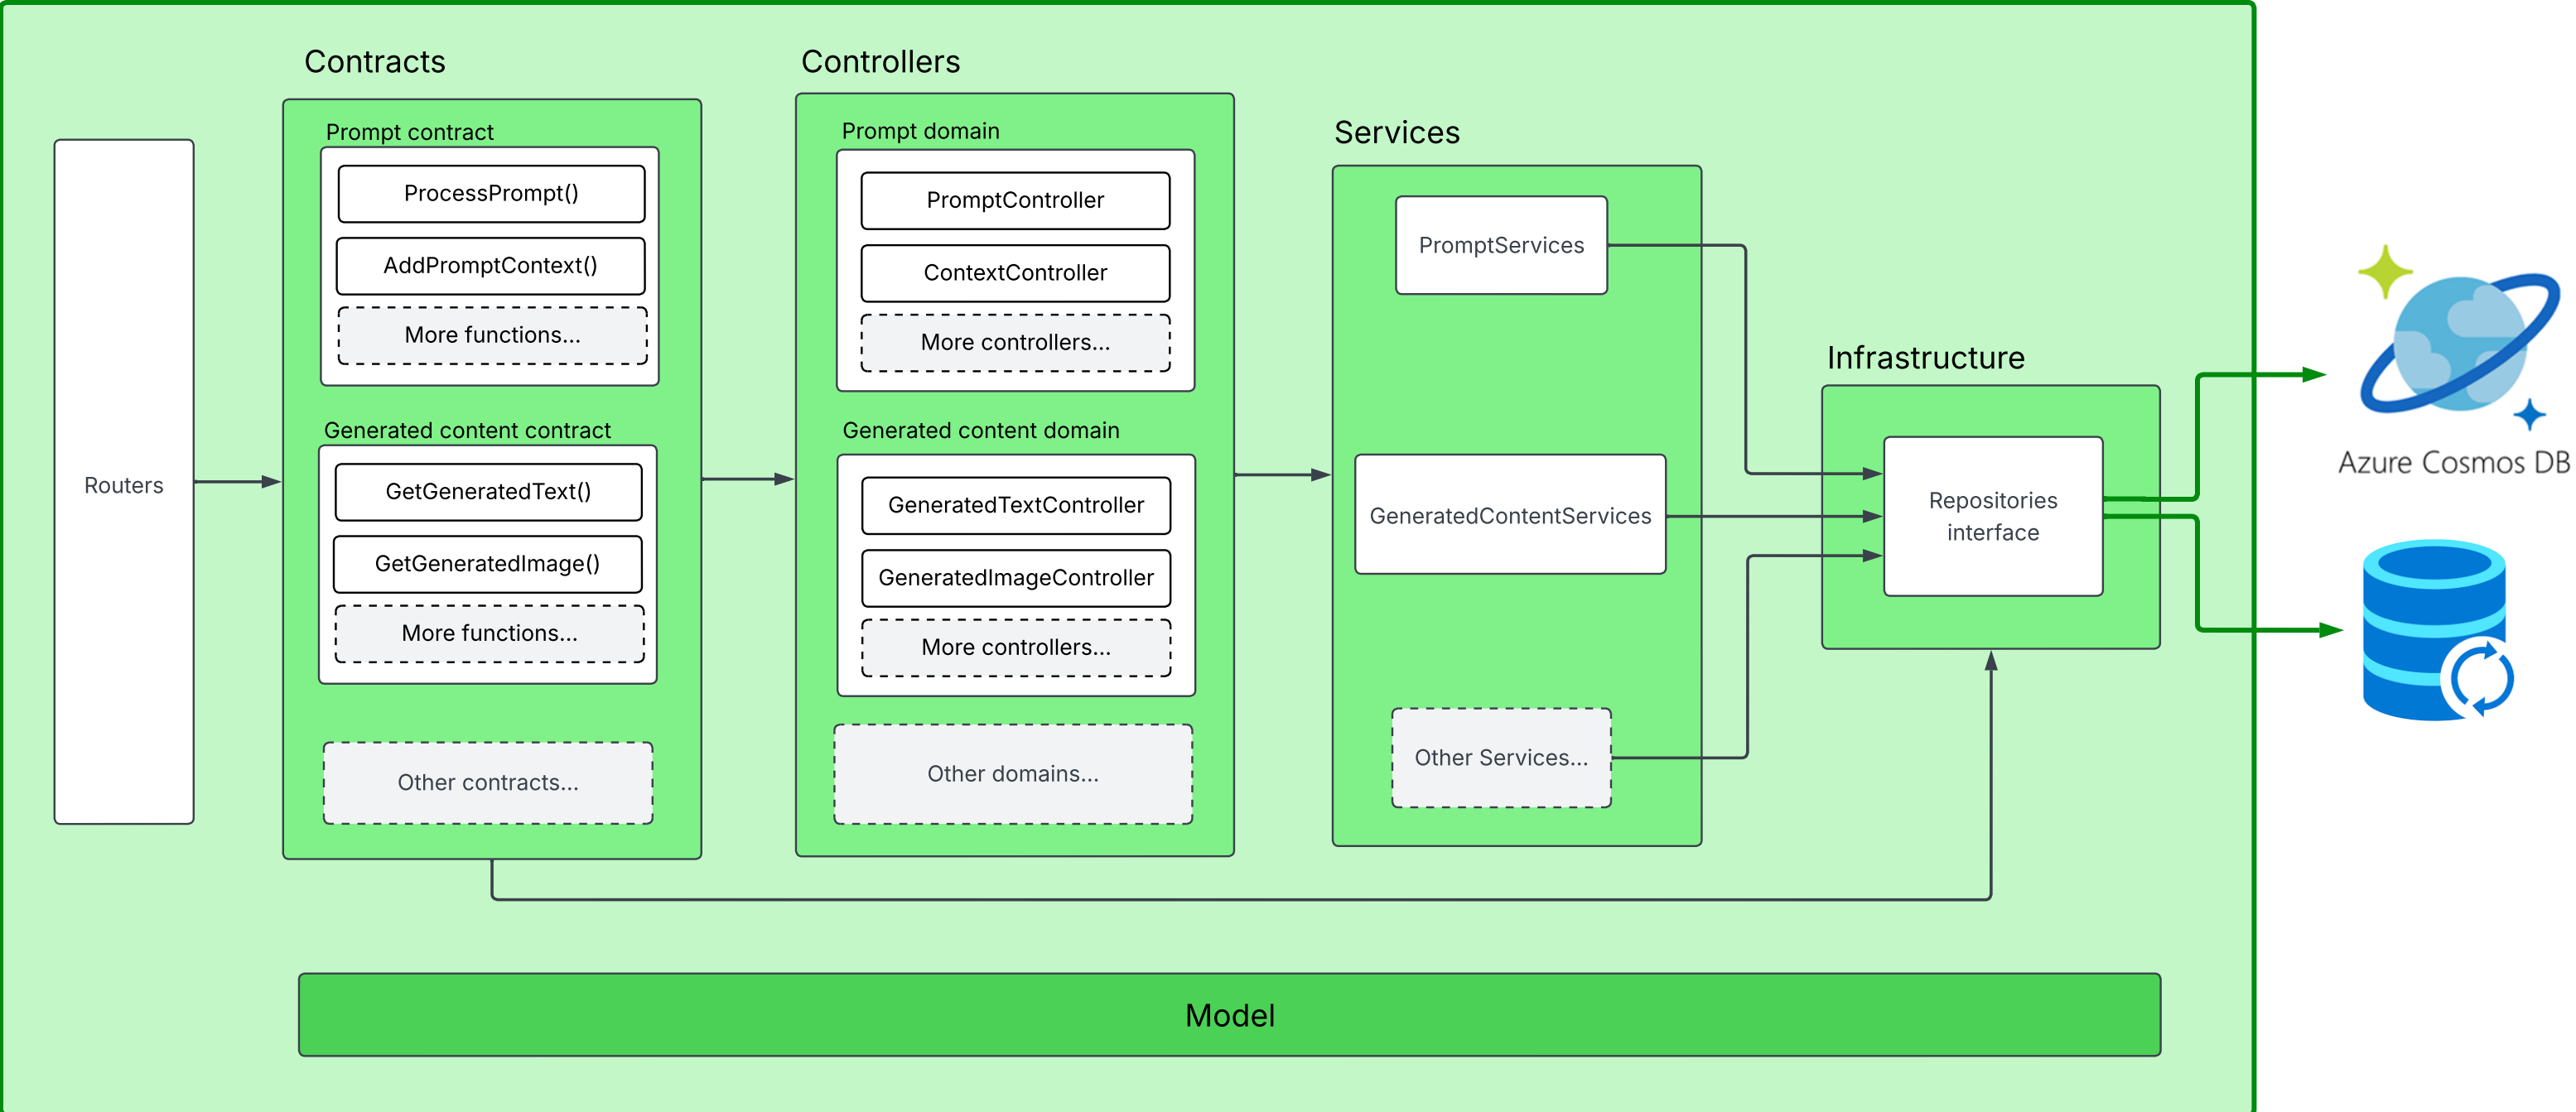 Contracts
Controllers
Services
Infrastructure
Routers
Prompt contract
ProcessPrompt()
AddPromptContext()
More functions...
Generated content contract
GetGeneratedText()
GetGeneratedImage()
More functions...
Other contracts...
Prompt domain
PromptController
ContextController
More controllers...
Generated content domain
GeneratedTextController
GeneratedImageController
More controllers...
Other domains...
PromptServices
GeneratedContentServices
Other Services...
Repositories
interface
Azure Cosmos DB
Model